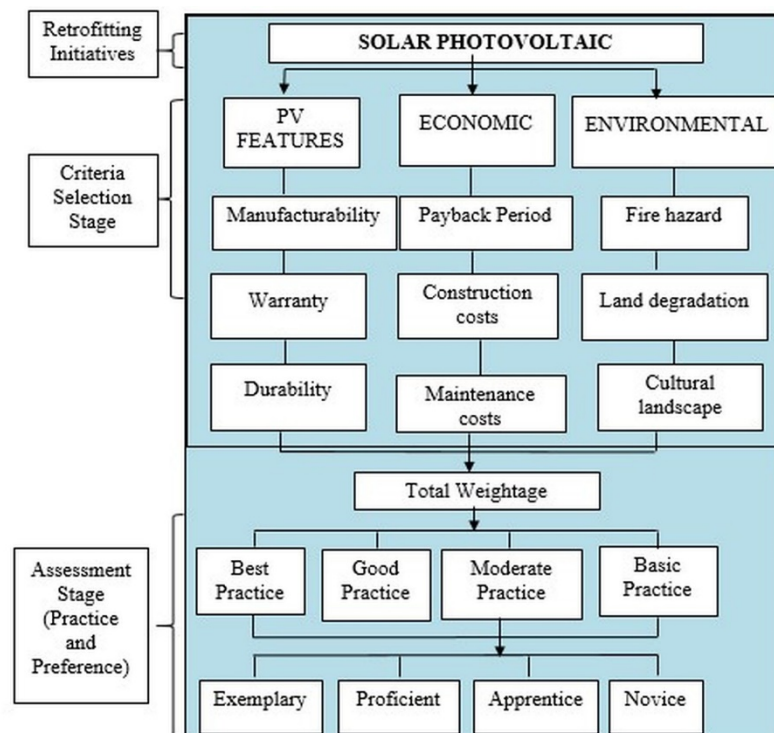 Retrofitting
Initiatives
SOLAR PHOTOVOLTAIC
Criteria
Selection
Stage
PV
FEATURES
ECONOMIC
ENVIRONMENTAL
Manufacturability
Payback Period
Fire hazard
Warranty
Construction
costs
Land degradation
Durability
Maintenance
costs
Cultural
landscape
Total Weightage
Assessment
Stage
(Practice
and
Preference)
Best
Practice
Good
Practice
Moderate
Practice
Basic
Practice
Exemplary
Proficient
Apprentice
Novice